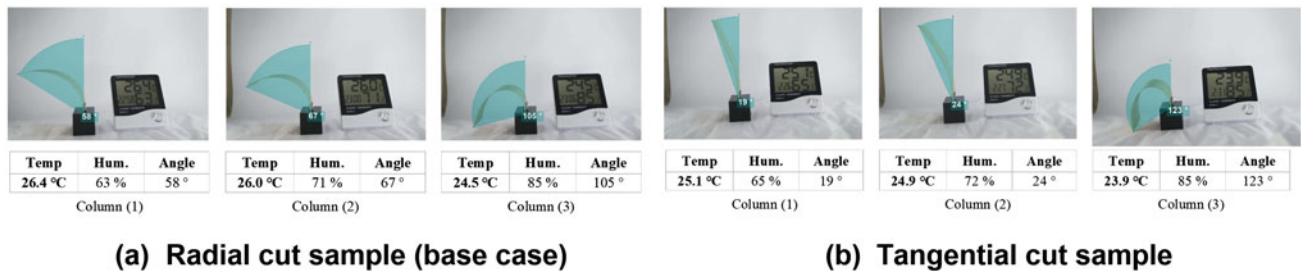 58°
67°
105°
19°
24°
123°
Temp Hum. Angle
26.4 °C 63 % 58 °
Column (1)
Temp Hum. Angle
26.0 °C 71 % 67 °
Column (2)
Temp Hum. Angle
24.5 °C 85 % 105 °
Column (3)
Temp Hum. Angle
25.1 °C 65 % 19 °
Column (1)
Temp Hum. Angle
24.9 °C 72 % 24 °
Column (2)
Temp Hum. Angle
23.9 °C 85 % 123 °
Column (3)
(a) Radial cut sample (base case)
(b) Tangential cut sample